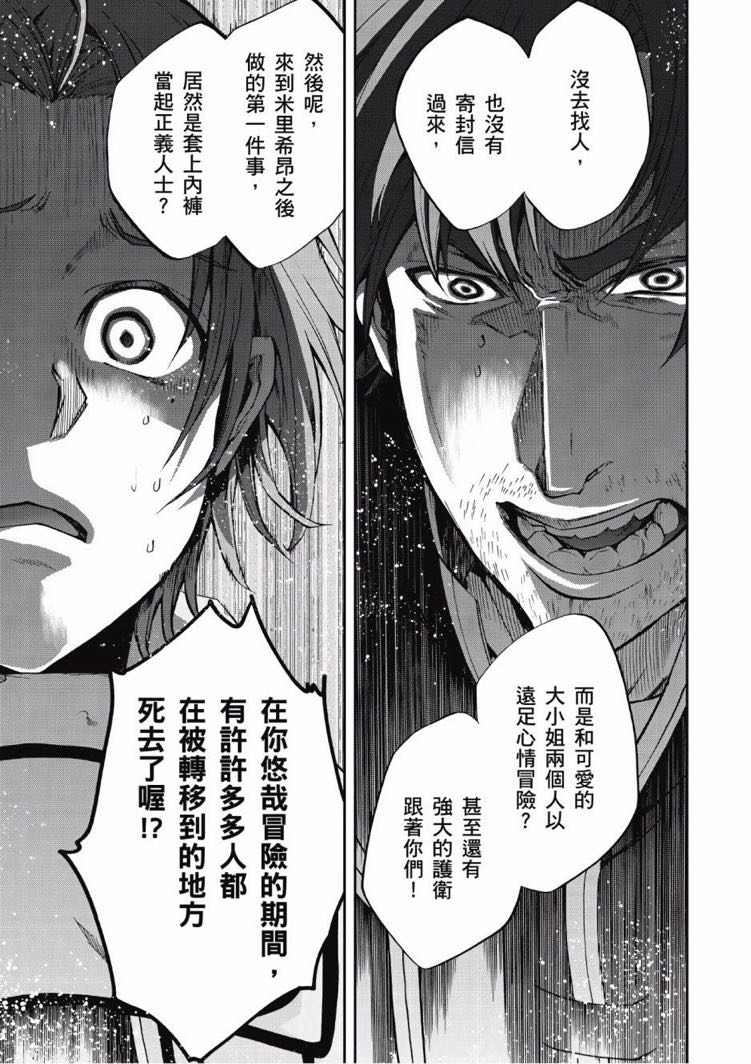 沒去找人，
也沒有
寄封信
過來，
而是和可愛的
大小姐兩個人以
遠足心情冒險？
甚至還有
強大的護衛
跟著你們！
然後呢，
來到米里希昂之後
做的第一件事，
居然是套上內褲
當起正義人士？
在你悠哉冒險的期間，
有許許多多人都
在被轉移到的地方
死去了喔!?